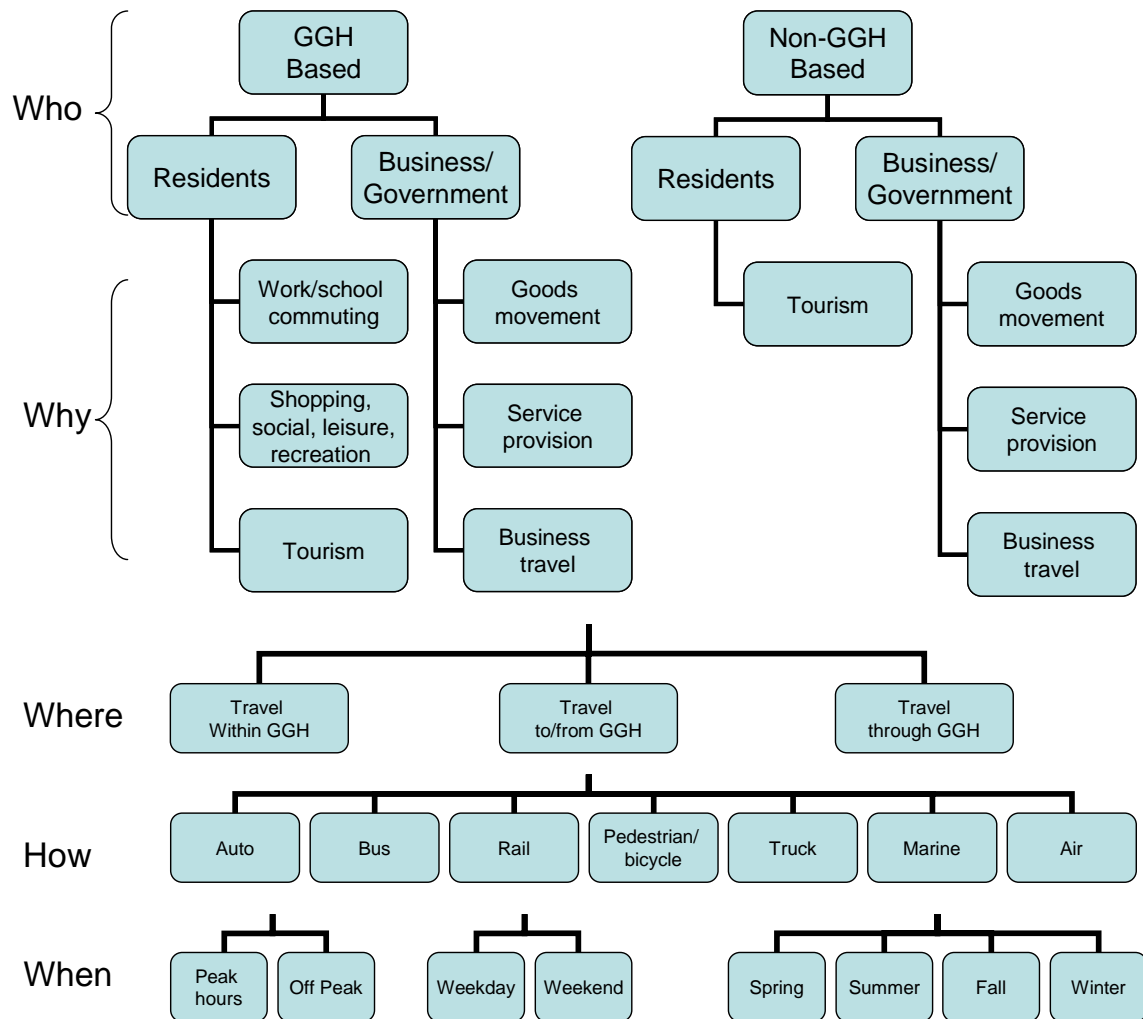 Who
GGH
Based
Non-GGH
Based
Residents
Business/
Government
Residents
Business/
Government
Why
Work/school
commuting
Goods
movement
Tourism
Goods
movement
Shopping,
social, leisure,
recreation
Service
provision
Service
provision
Tourism
Business
travel
Business
travel
Where
Travel
Within GGH
Travel
to/from GGH
Travel
through GGH
How
Auto
Bus
Rail
Pedestrian/
bicycle
Truck
Marine
Air
When
Peak
hours
Off Peak
Weekday
Weekend
Spring
Summer
Fall
Winter